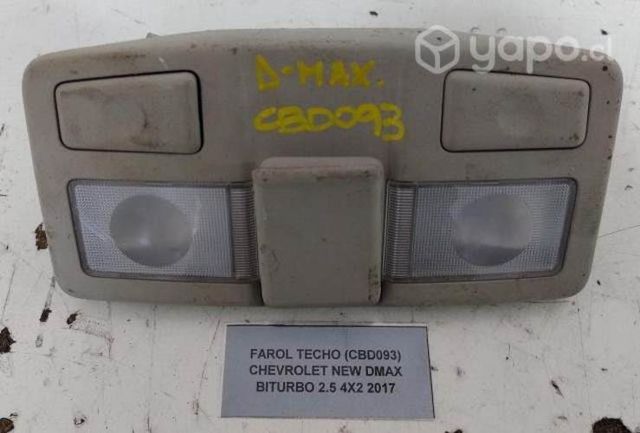 yapo.cl
D-MAX.
CBD093
FAROL TECHO (CBD093)
CHEVROLET NEW DMAX
BITURBO 2.5 4X2 2017